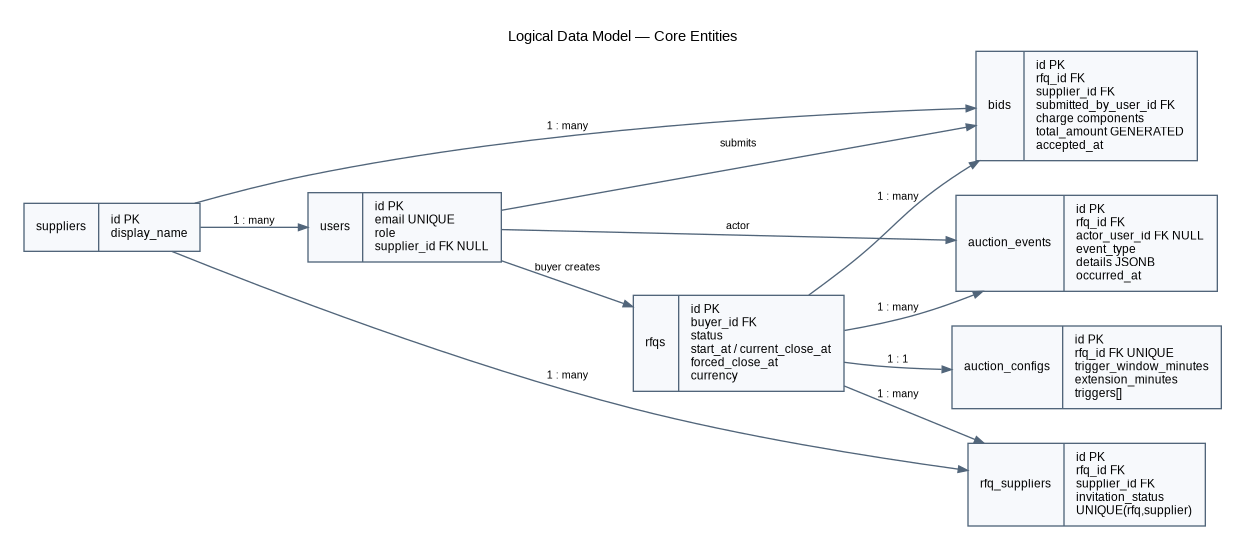 Logical Data Model — Core Entities
suppliers
id PK
display_name
1 : many
1 : many
1 : many
users
id PK
email UNIQUE
role
supplier_id FK NULL
submits
actor
buyer creates
rfqs
id PK
buyer_id FK
status
start_at / current_close_at
forced_close_at
currency
1 : many
1 : many
1 : 1
1 : many
bids
id PK
rfq_id FK
supplier_id FK
submitted_by_user_id FK
charge components
total_amount GENERATED
accepted_at
auction_events
id PK
rfq_id FK
actor_user_id FK NULL
event_type
details JSONB
occurred_at
auction_configs
id PK
rfq_id FK UNIQUE
trigger_window_minutes
extension_minutes
triggers[]
rfq_suppliers
id PK
rfq_id FK
supplier_id FK
invitation_status
UNIQUE(rfq,supplier)